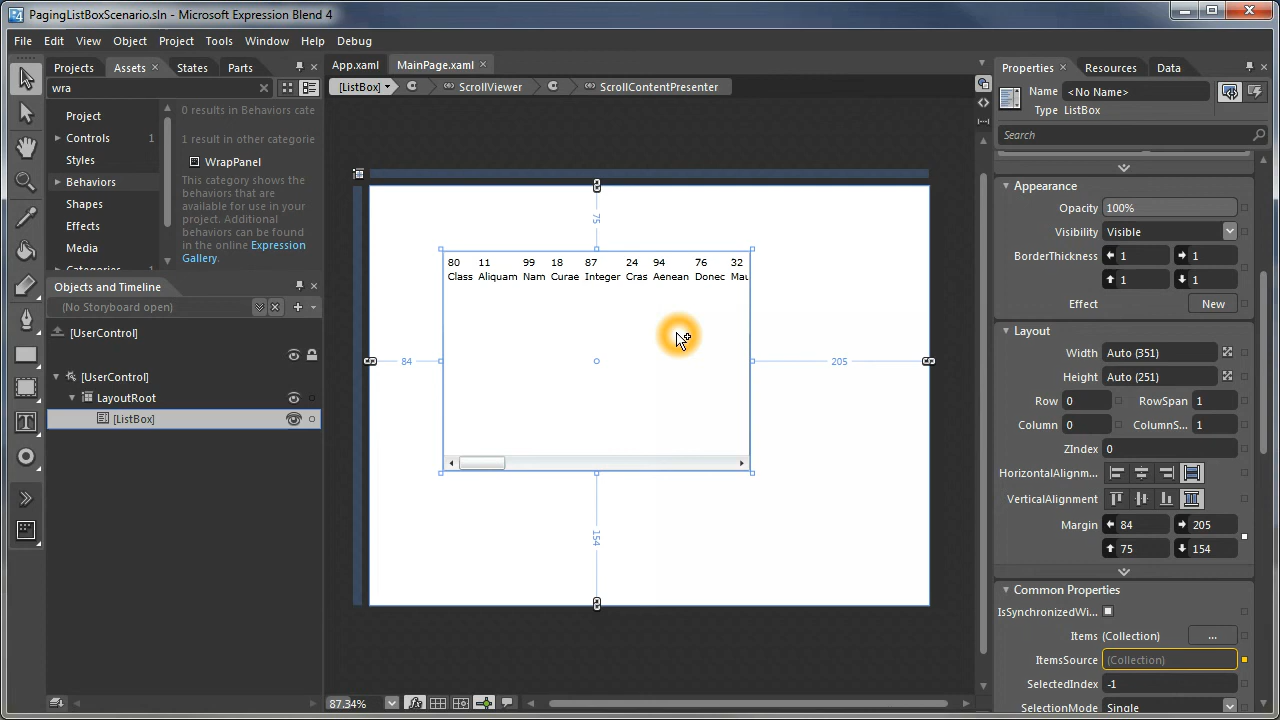 PagingListBoxScenario.sln - Microsoft Expression Blend 4
File Edit View Object Project Tools Window Help Debug
Projects Assets × States Parts
wra
Project
Controls 1
Styles
Behaviors
Shapes
Effects
Media
0 results in Behaviors cate
1 result in other categorie
WrapPanel
This category shows the
behaviors that are
available for use in your
project. Additional
behaviors can be found
in the online Expression
Gallery.
Objects and Timeline
(No Storyboard open)
[UserControl]
[UserControl]
LayoutRoot
[ListBox]
App.xaml MainPage.xaml ×
[ListBox] ScrollViewer ScrollContentPresenter
75
80 11 99 18 87 24 94 76 32
Class Aliquam Nam Curae Integer Cras Aenean Donec Mau
84
205
154
87.34%
Properties × Resources Data
Name <No Name>
Type ListBox
Search
Appearance
Opacity 100%
Visibility Visible
BorderThickness 1 1
1 1
Effect New
Layout
Width Auto (351)
Height Auto (251)
Row 0 RowSpan 1
Column 0 ColumnS... 1
ZIndex 0
HorizontalAlignm...
VerticalAlignment
Margin 84 205
75 154
Common Properties
IsSynchronizedWi...
Items (Collection) ...
ItemsSource (Collection)
SelectedIndex -1
SelectionMode Single